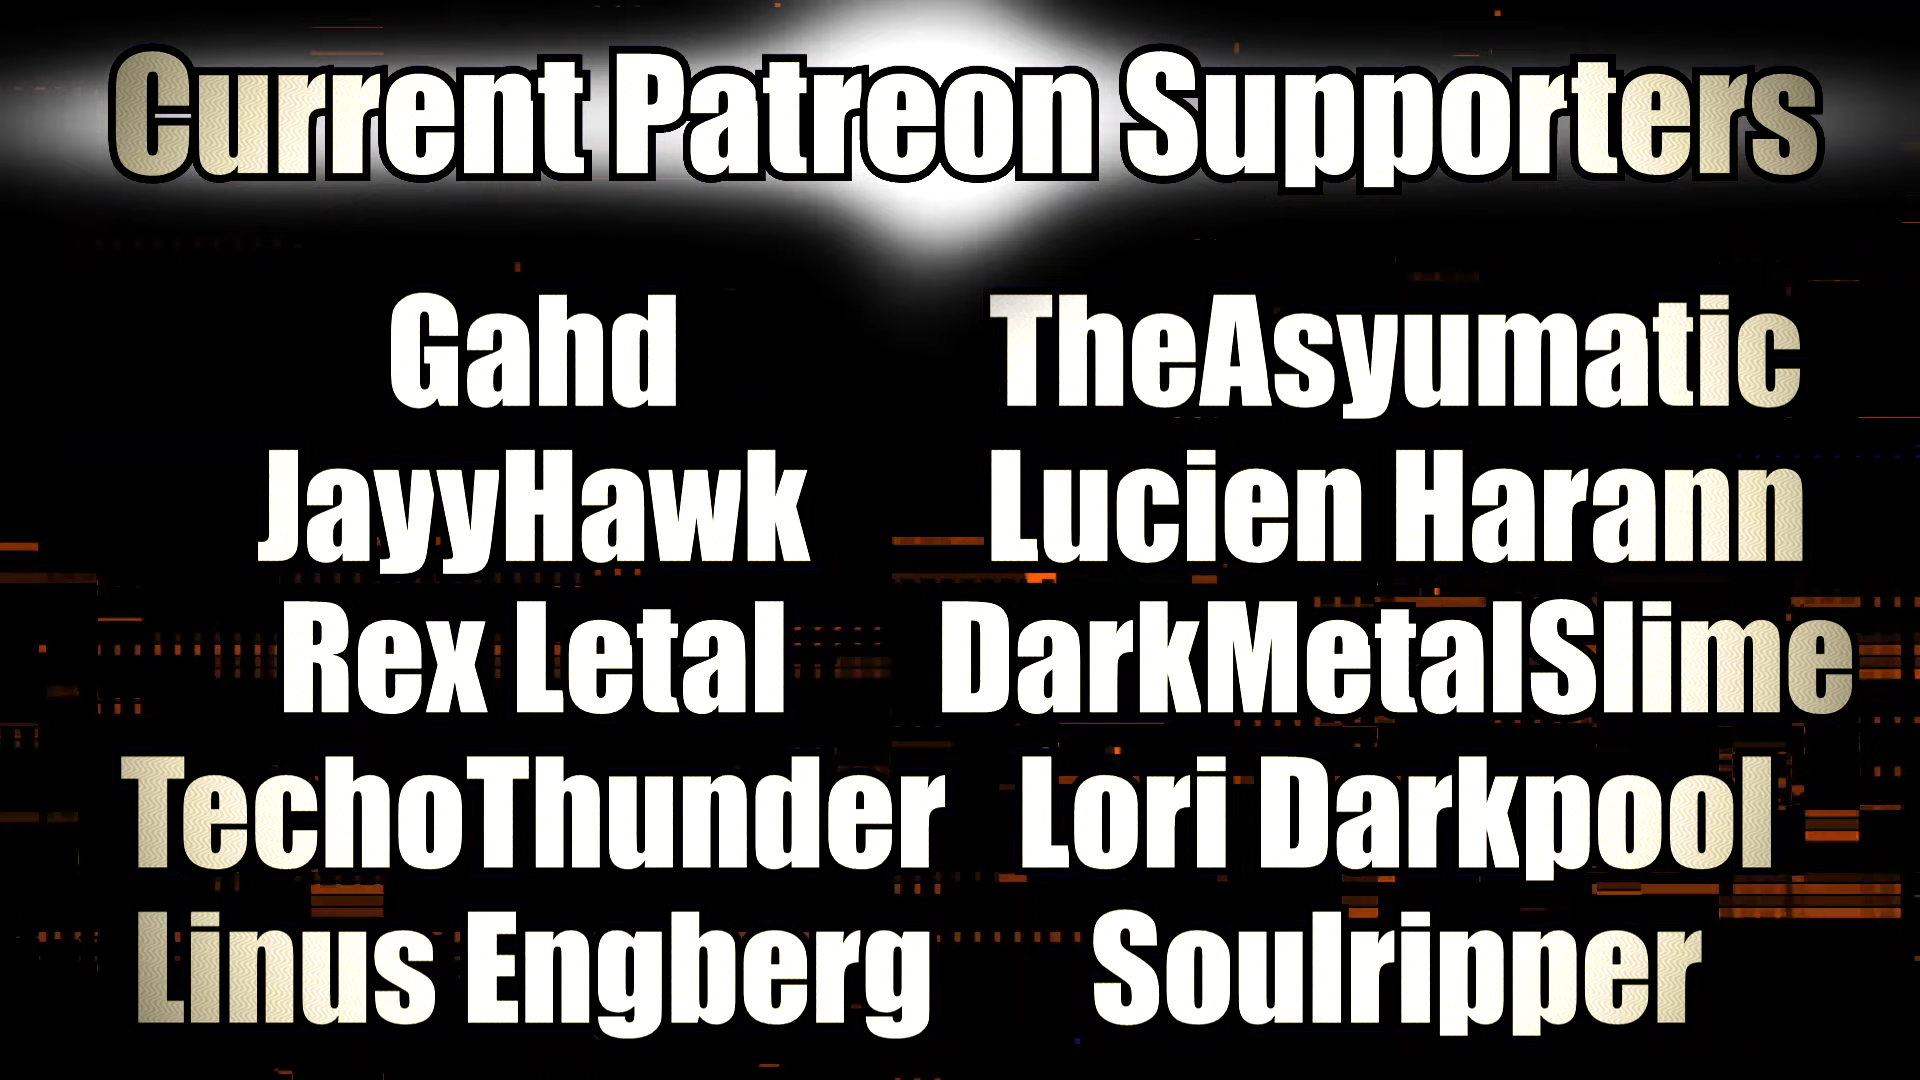 Current Patreon Supporters
Gahd
TheAsyumatic
JayyHawk
Lucien Harann
Rex Letal
DarkMetalSlime
TechoThunder
Lori Darkpool
Linus Engberg
Soulripper